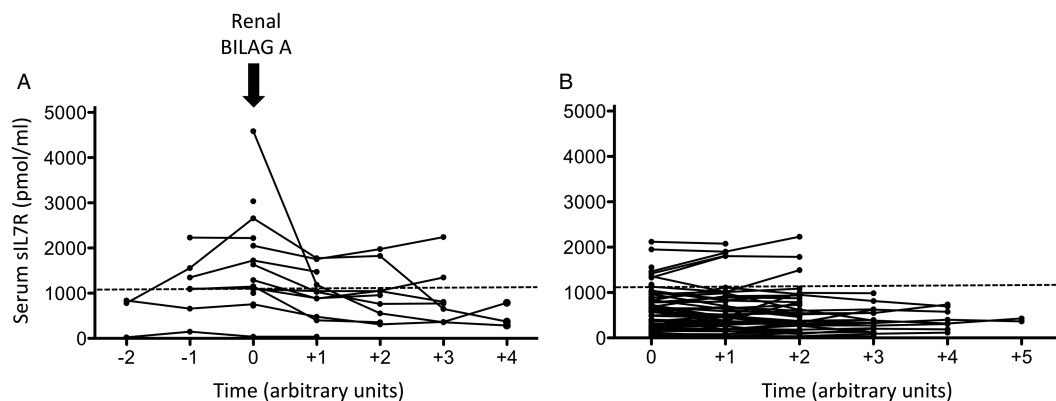 Renal
BILAG A
A
B
Serum sIL7R (pmol/ml)
5000
4000
3000
2000
1000
0
-2 -1 0 +1 +2 +3 +4
Time (arbitrary units)
5000
4000
3000
2000
1000
0
0 +1 +2 +3 +4 +5
Time (arbitrary units)